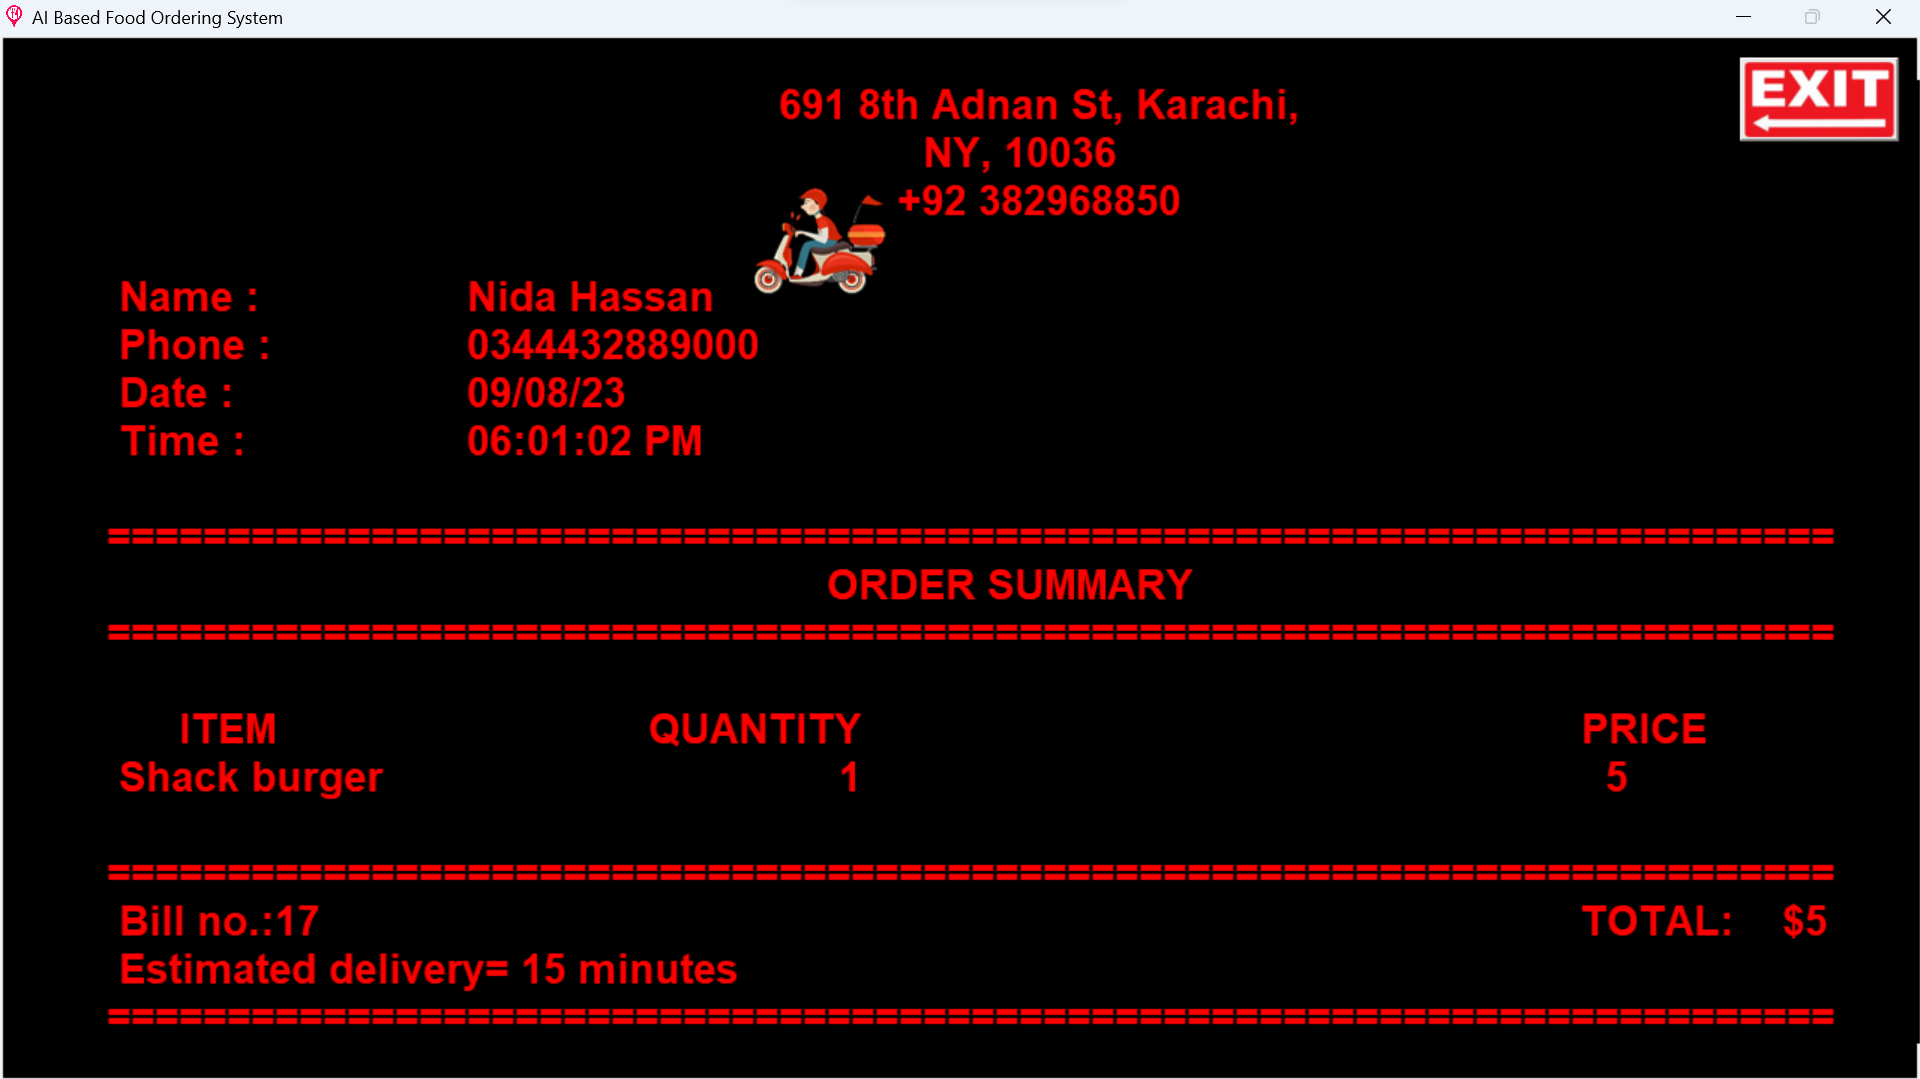 AI Based Food Ordering System
EXIT
691 8th Adnan St, Karachi,
NY, 10036
+92 382968850
Name : Nida Hassan
Phone : 0344432889000
Date : 09/08/23
Time : 06:01:02 PM
========================================================================
ORDER SUMMARY
========================================================================
ITEM QUANTITY PRICE
Shack burger 1 5
========================================================================
Bill no.:17 TOTAL: $5
Estimated delivery= 15 minutes
========================================================================